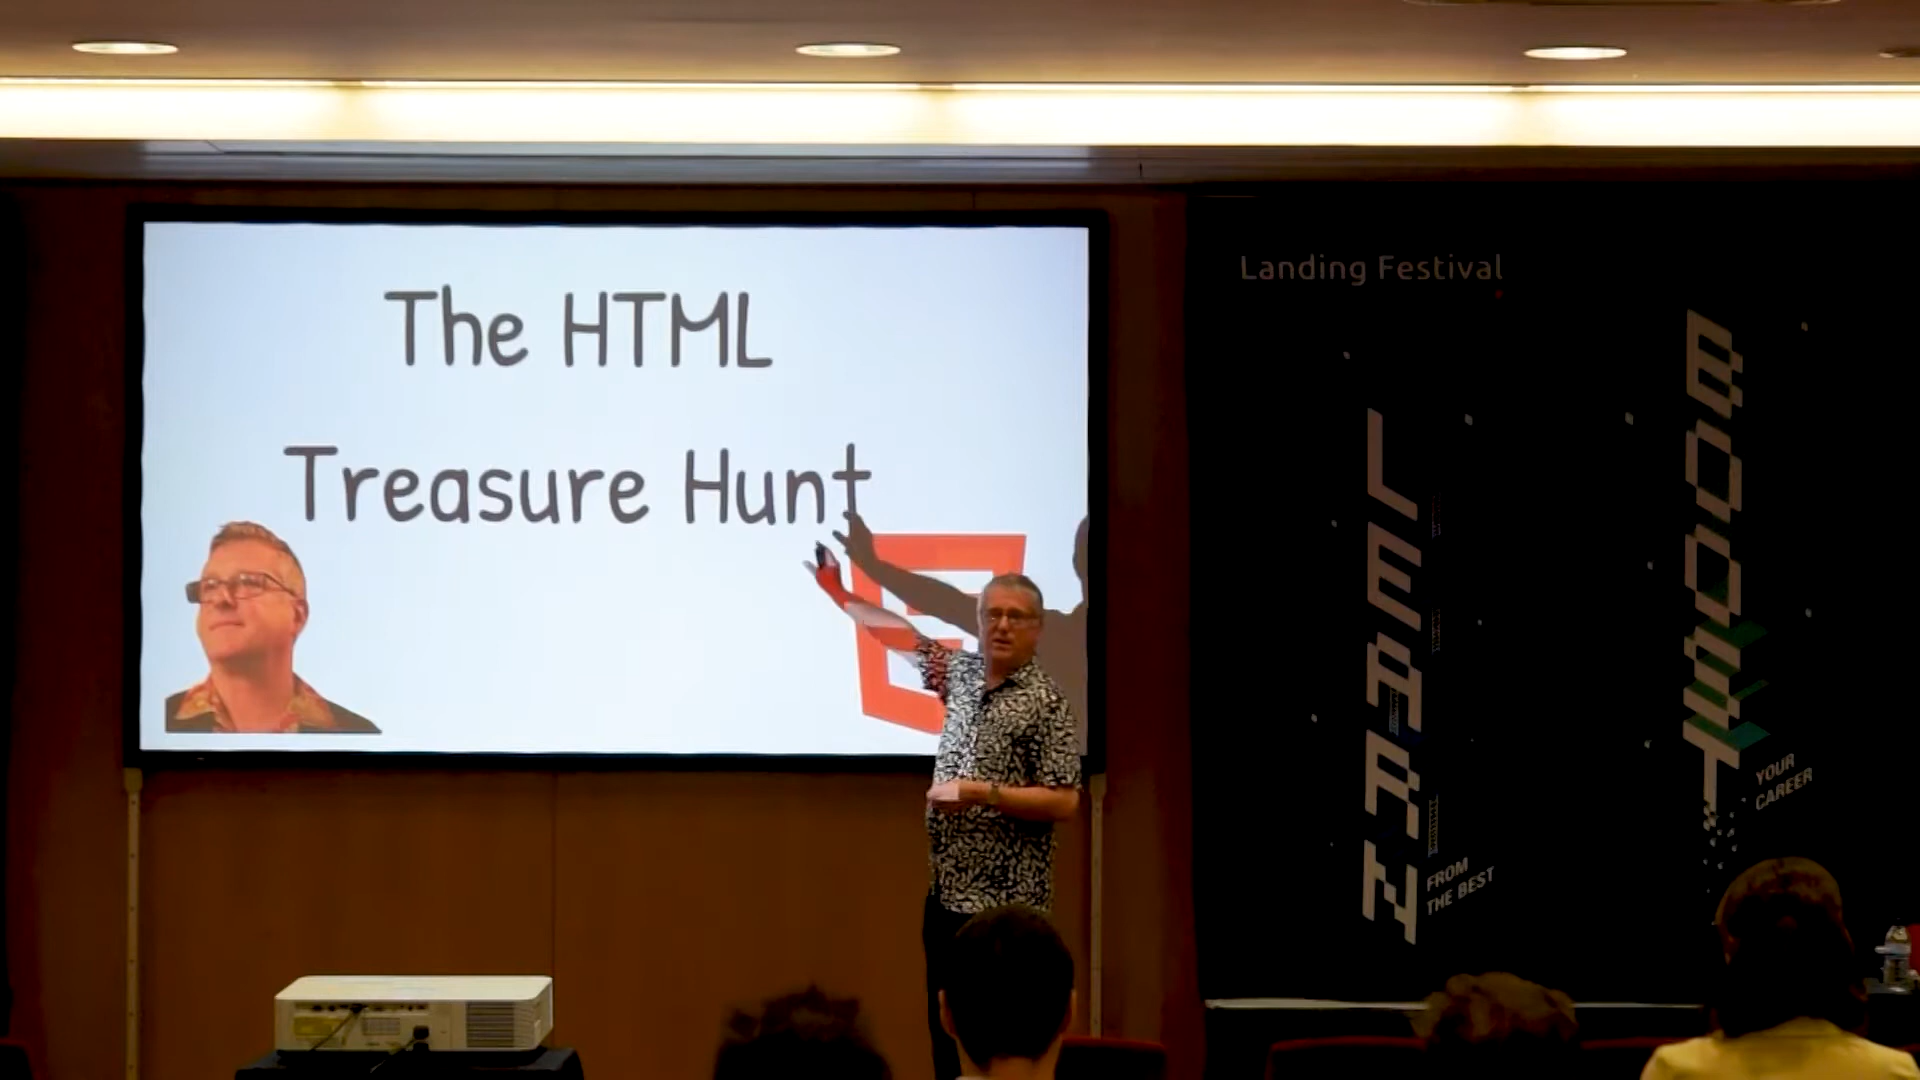 The HTML
Treasure Hunt
Landing Festival
LEARN
FROM
THE BEST
BOOST
YOUR
CAREER